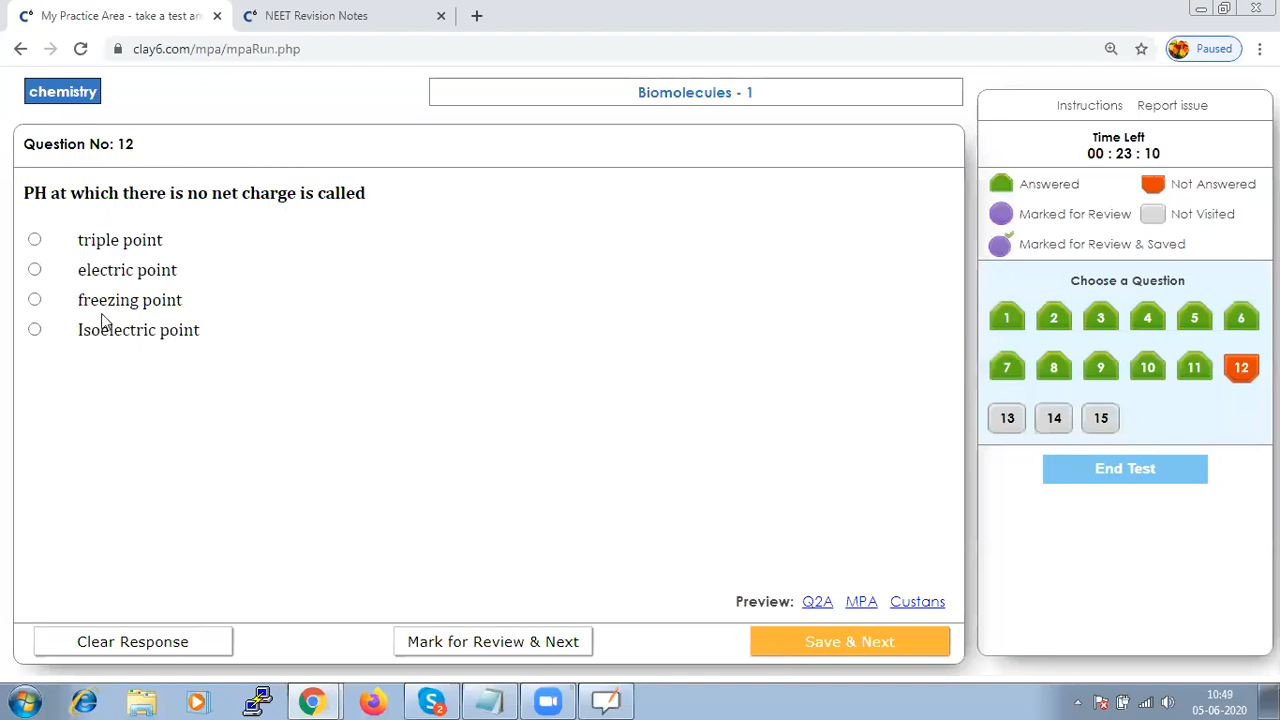 My Practice Area - take a test an
NEET Revision Notes
clay6.com/mpa/mpaRun.php
Paused
chemistry
Biomolecules - 1
Instructions Report issue
Question No: 12
Time Left
00 : 23 : 10
Answered Not Answered
Marked for Review Not Visited
Marked for Review & Saved
PH at which there is no net charge is called
triple point
electric point
freezing point
Isoelectric point
Choose a Question
1 2 3 4 5 6
7 8 9 10 11 12
13 14 15
End Test
Preview: Q2A MPA Custans
Clear Response Mark for Review & Next Save & Next
2
10:49
05-06-2020